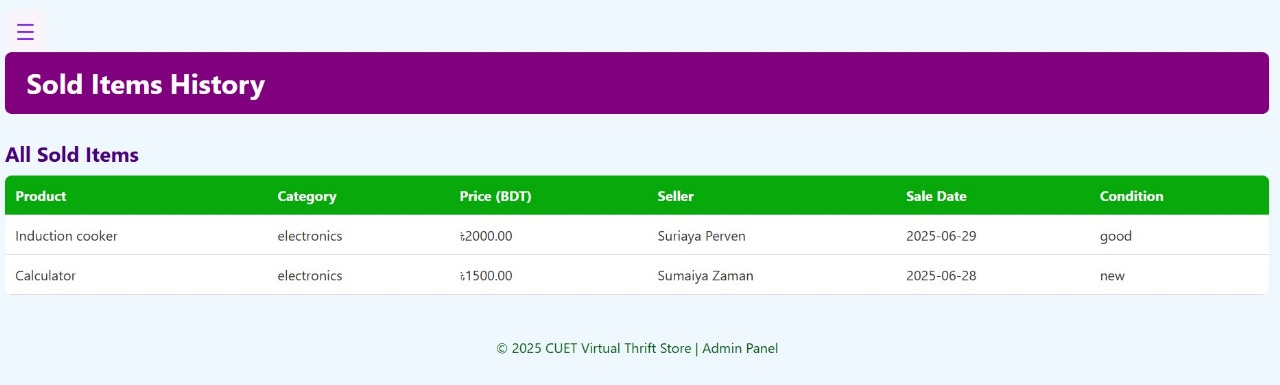 Sold Items History
All Sold Items
Product Category Price (BDT) Seller Sale Date Condition
Induction cooker electronics ৳2000.00 Suriaya Perven 2025-06-29 good
Calculator electronics ৳1500.00 Sumaiya Zaman 2025-06-28 new
© 2025 CUET Virtual Thrift Store | Admin Panel